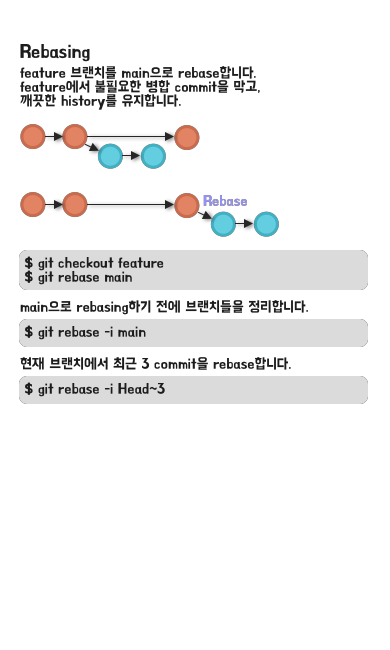 Rebasing
feature 브랜치를 main으로 rebase합니다.
feature에서 불필요한 병합 commit을 막고,
깨끗한 history를 유지합니다.
Rebase
$ git checkout feature
$ git rebase main
main으로 rebasing하기 전에 브랜치들을 정리합니다.
$ git rebase -i main
현재 브랜치에서 최근 3 commit을 rebase합니다.
$ git rebase -i Head~3